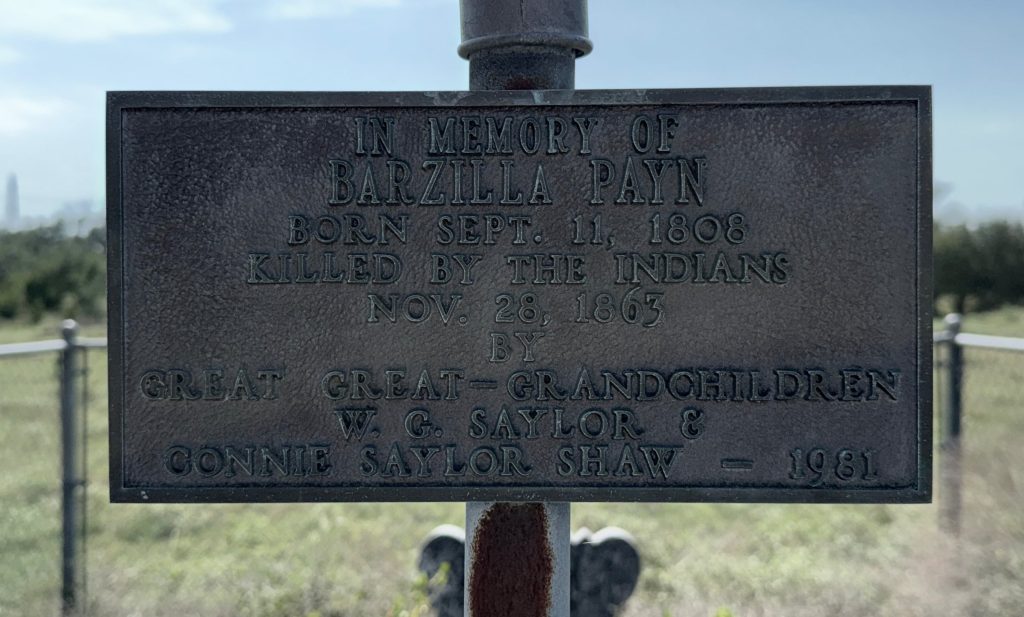 IN MEMORY OF
BARZILLA PAYN
BORN SEPT. 11, 1808
KILLED BY THE INDIANS
NOV. 28, 1863
BY
GREAT GREAT-GRANDCHILDREN
W. G. SAYLOR &
CONNIE SAYLOR SHAW – 1981